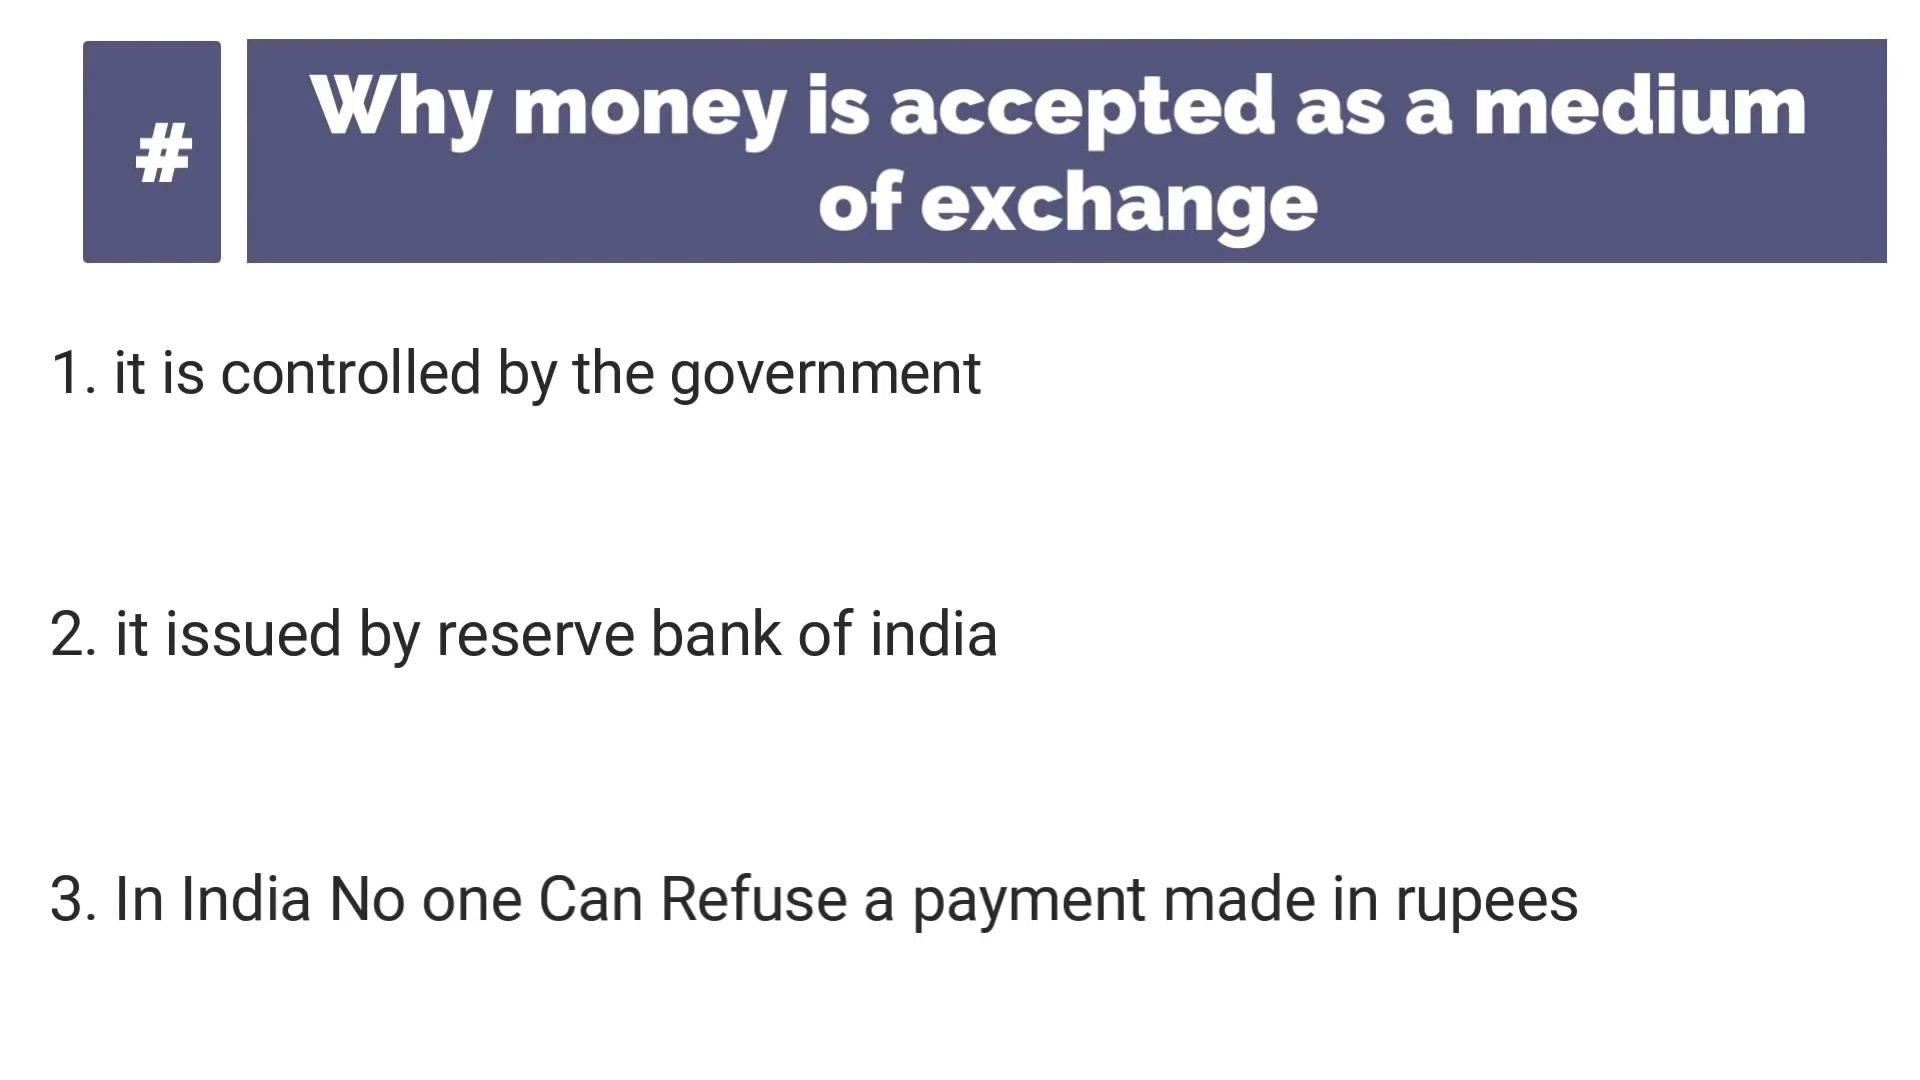 #
Why money is accepted as a medium
of exchange
1. it is controlled by the government
2. it issued by reserve bank of india
3. In India No one Can Refuse a payment made in rupees